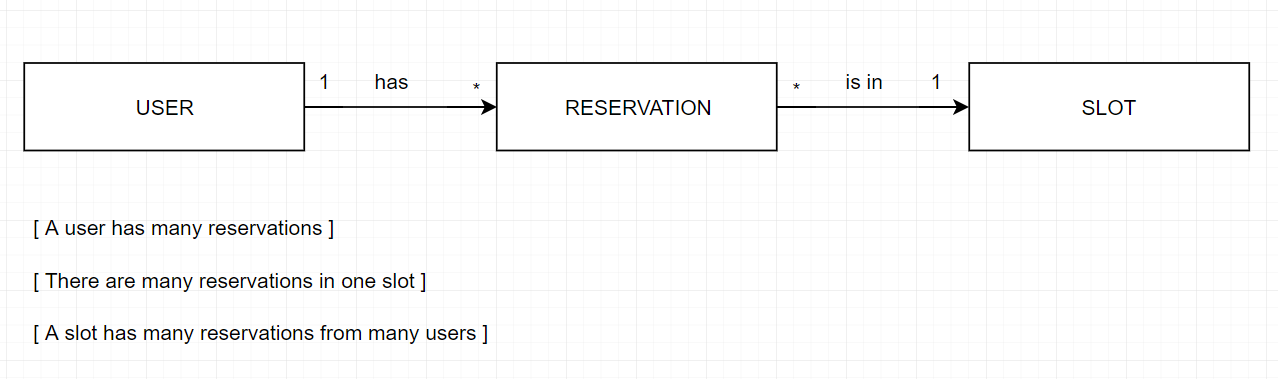 1 has * * is in 1
USER RESERVATION SLOT
[ A user has many reservations ]
[ There are many reservations in one slot ]
[ A slot has many reservations from many users ]